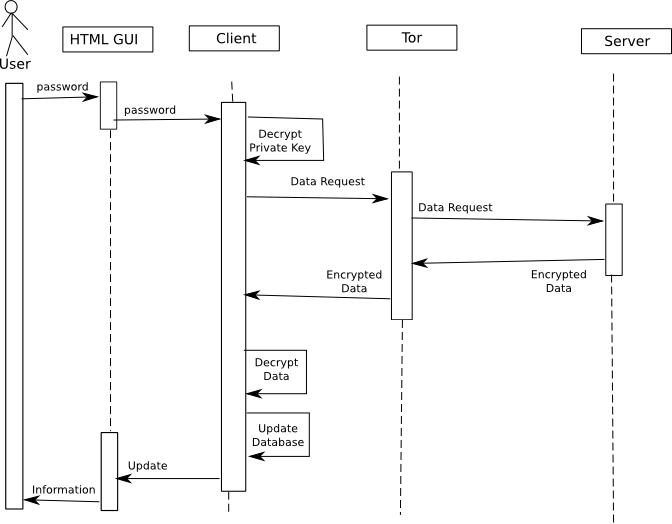 HTML GUI
Client
Tor
Server
User
password
password
Decrypt
Private Key
Data Request
Data Request
Encrypted
Data
Encrypted
Data
Decrypt
Data
Update
Database
Update
Information